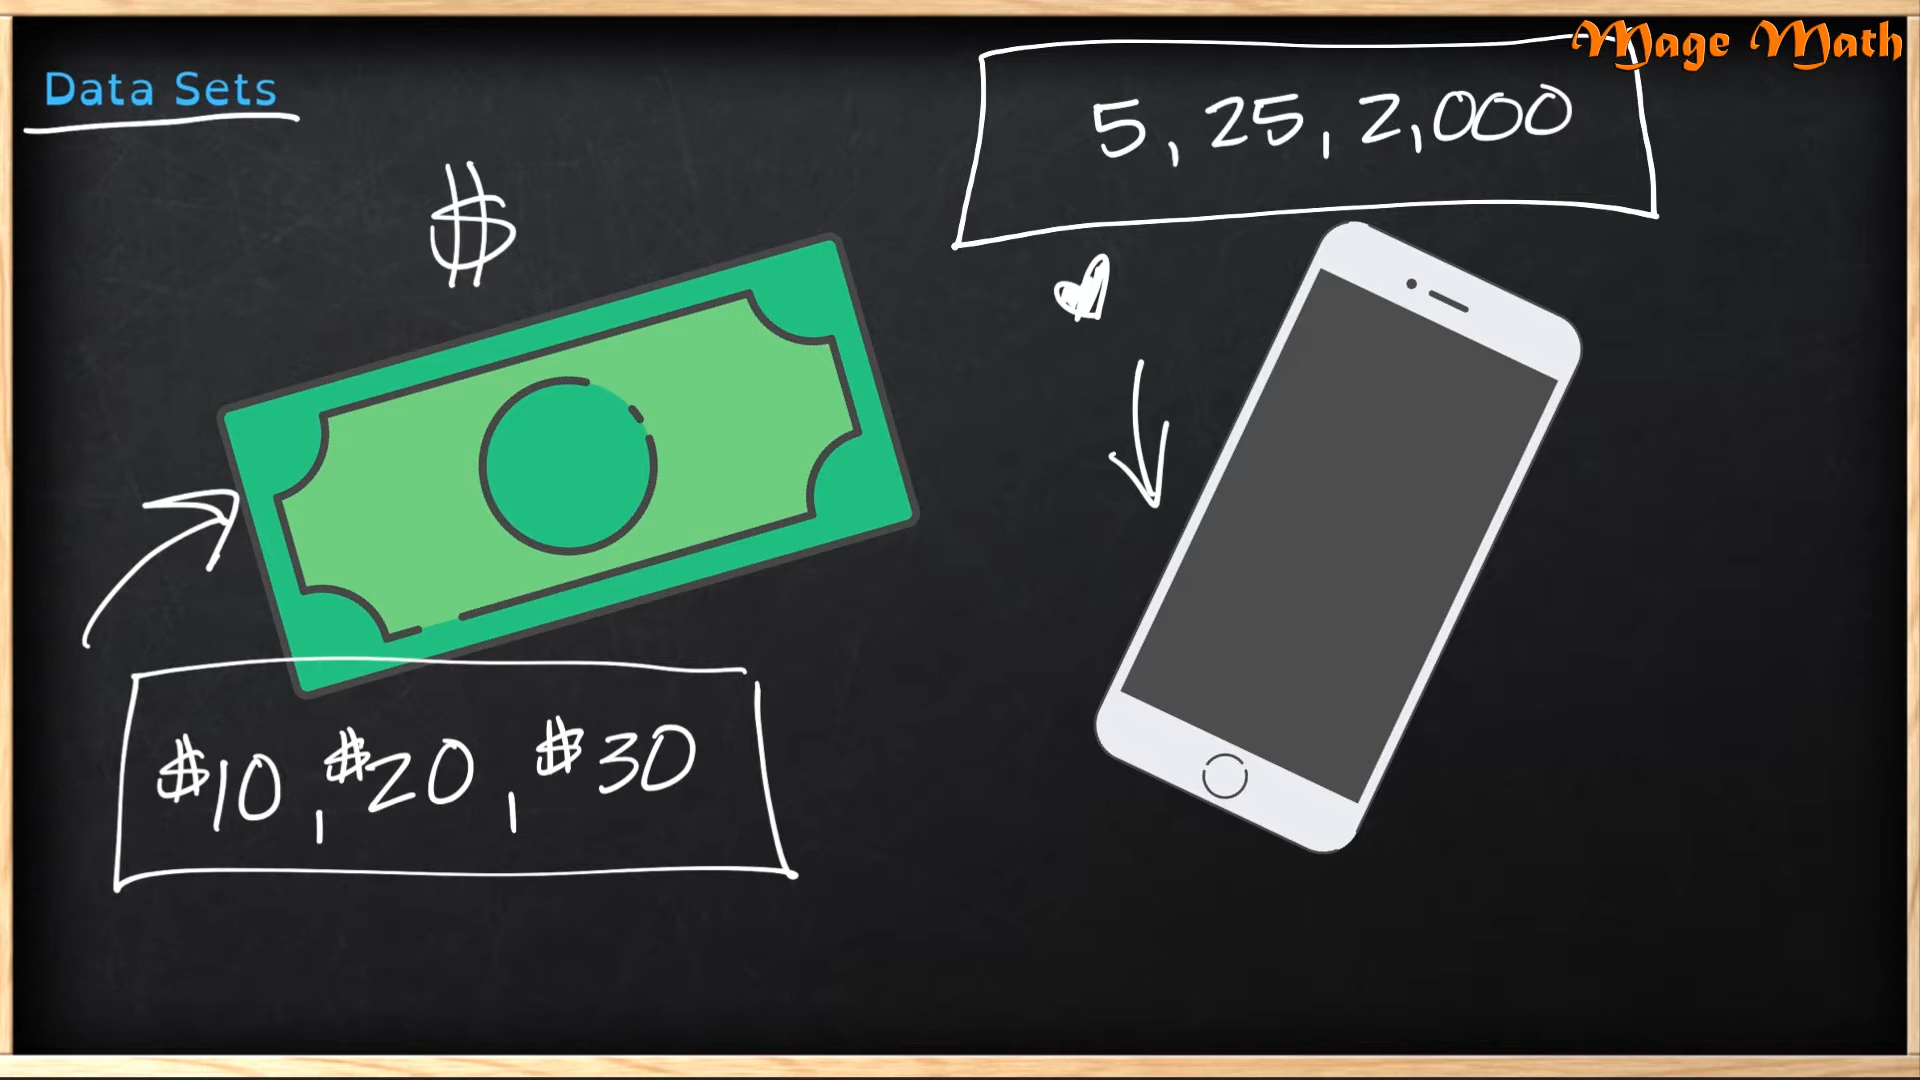 Mage Math
Data Sets
5, 25, 2,000
$
$10, $20, $30